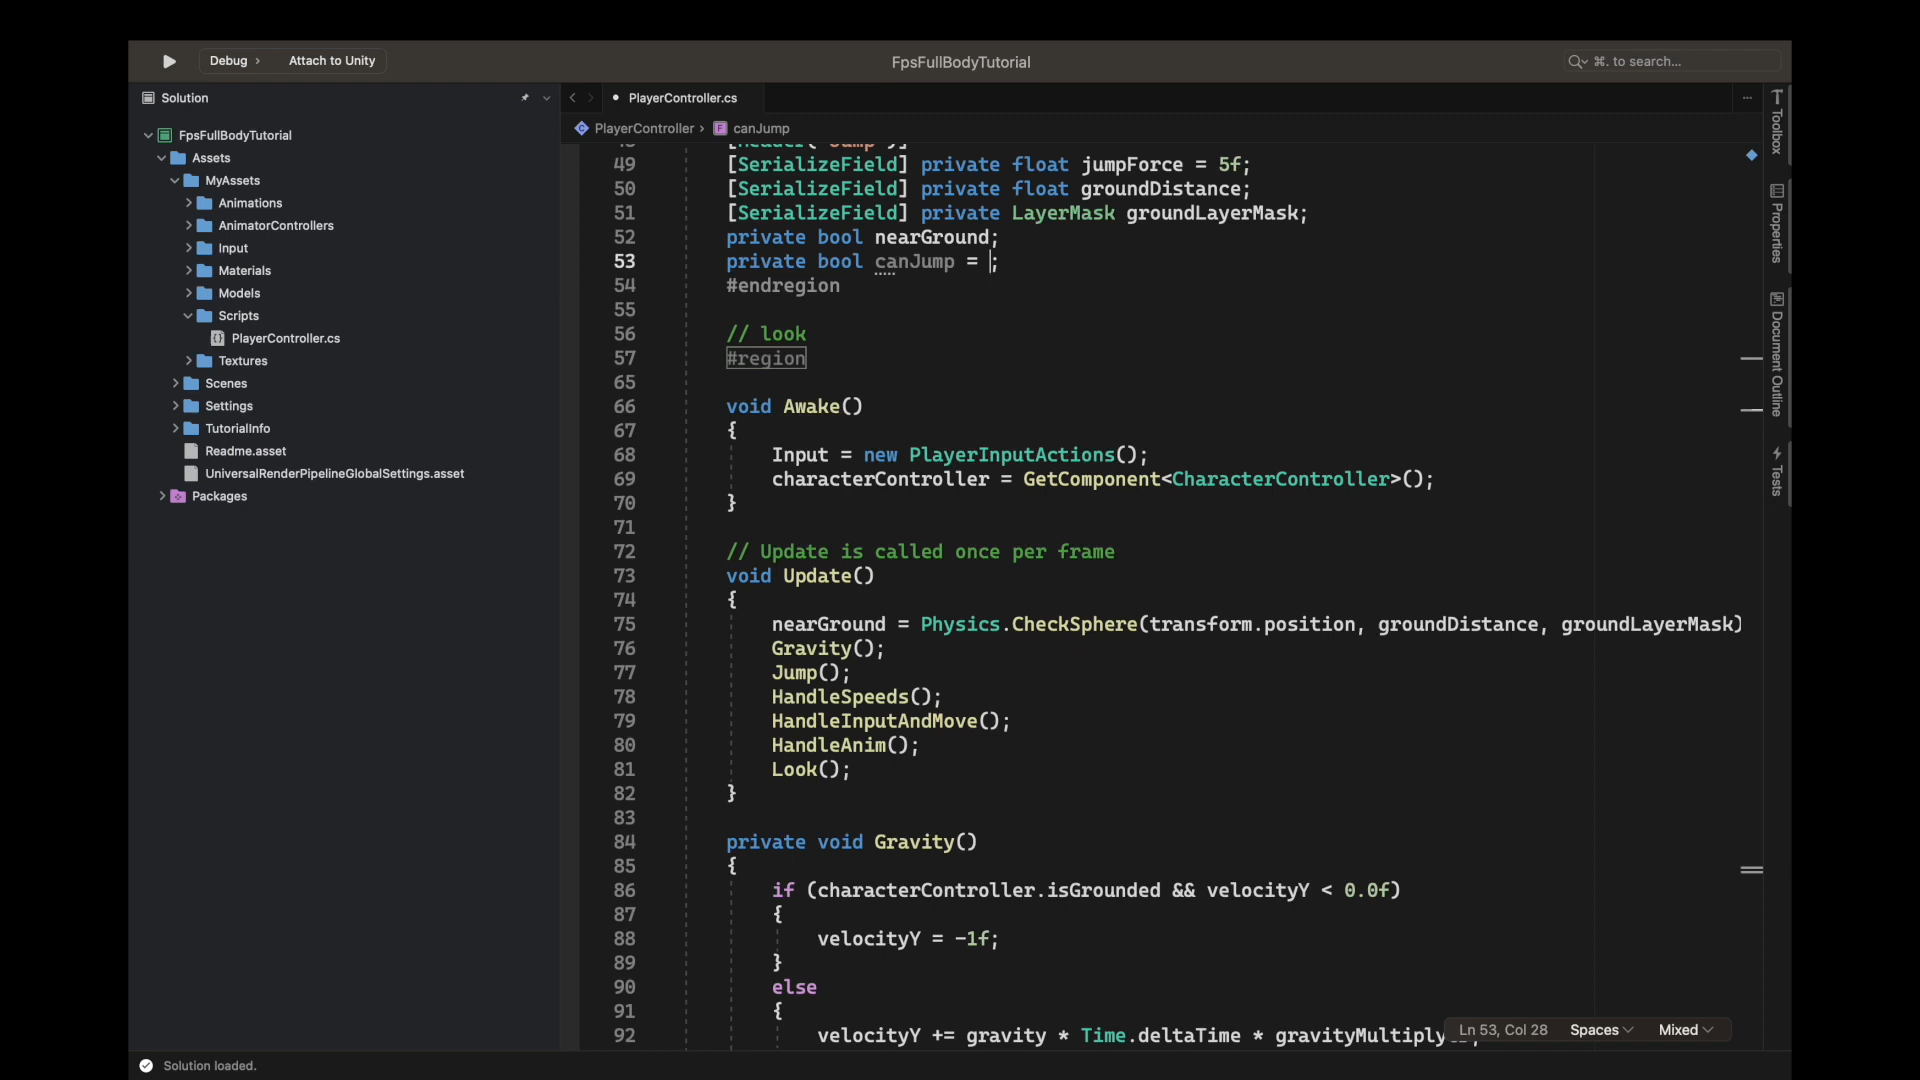 Debug › Attach to Unity
FpsFullBodyTutorial
⌘. to search...
Solution
FpsFullBodyTutorial
Assets
MyAssets
Animations
AnimatorControllers
Input
Materials
Models
Scripts
PlayerController.cs
Textures
Scenes
Settings
TutorialInfo
Readme.asset
UniversalRenderPipelineGlobalSettings.asset
Packages
PlayerController.cs
PlayerController › canJump
49 [SerializeField] private float jumpForce = 5f;
50 [SerializeField] private float groundDistance;
51 [SerializeField] private LayerMask groundLayerMask;
52 private bool nearGround;
53 private bool canJump = ;
54 #endregion
55
56 // look
57 #region
65
66 void Awake()
67 {
68 Input = new PlayerInputActions();
69 characterController = GetComponent<CharacterController>();
70 }
71
72 // Update is called once per frame
73 void Update()
74 {
75 nearGround = Physics.CheckSphere(transform.position, groundDistance, groundLayerMask)
76 Gravity();
77 Jump();
78 HandleSpeeds();
79 HandleInputAndMove();
80 HandleAnim();
81 Look();
82 }
83
84 private void Gravity()
85 {
86 if (characterController.isGrounded && velocityY < 0.0f)
87 {
88 velocityY = -1f;
89 }
90 else
91 {
92 velocityY += gravity * Time.deltaTime * gravityMultiply
Ln 53, Col 28 Spaces Mixed
Toolbox
Properties
Document Outline
Tests
Solution loaded.